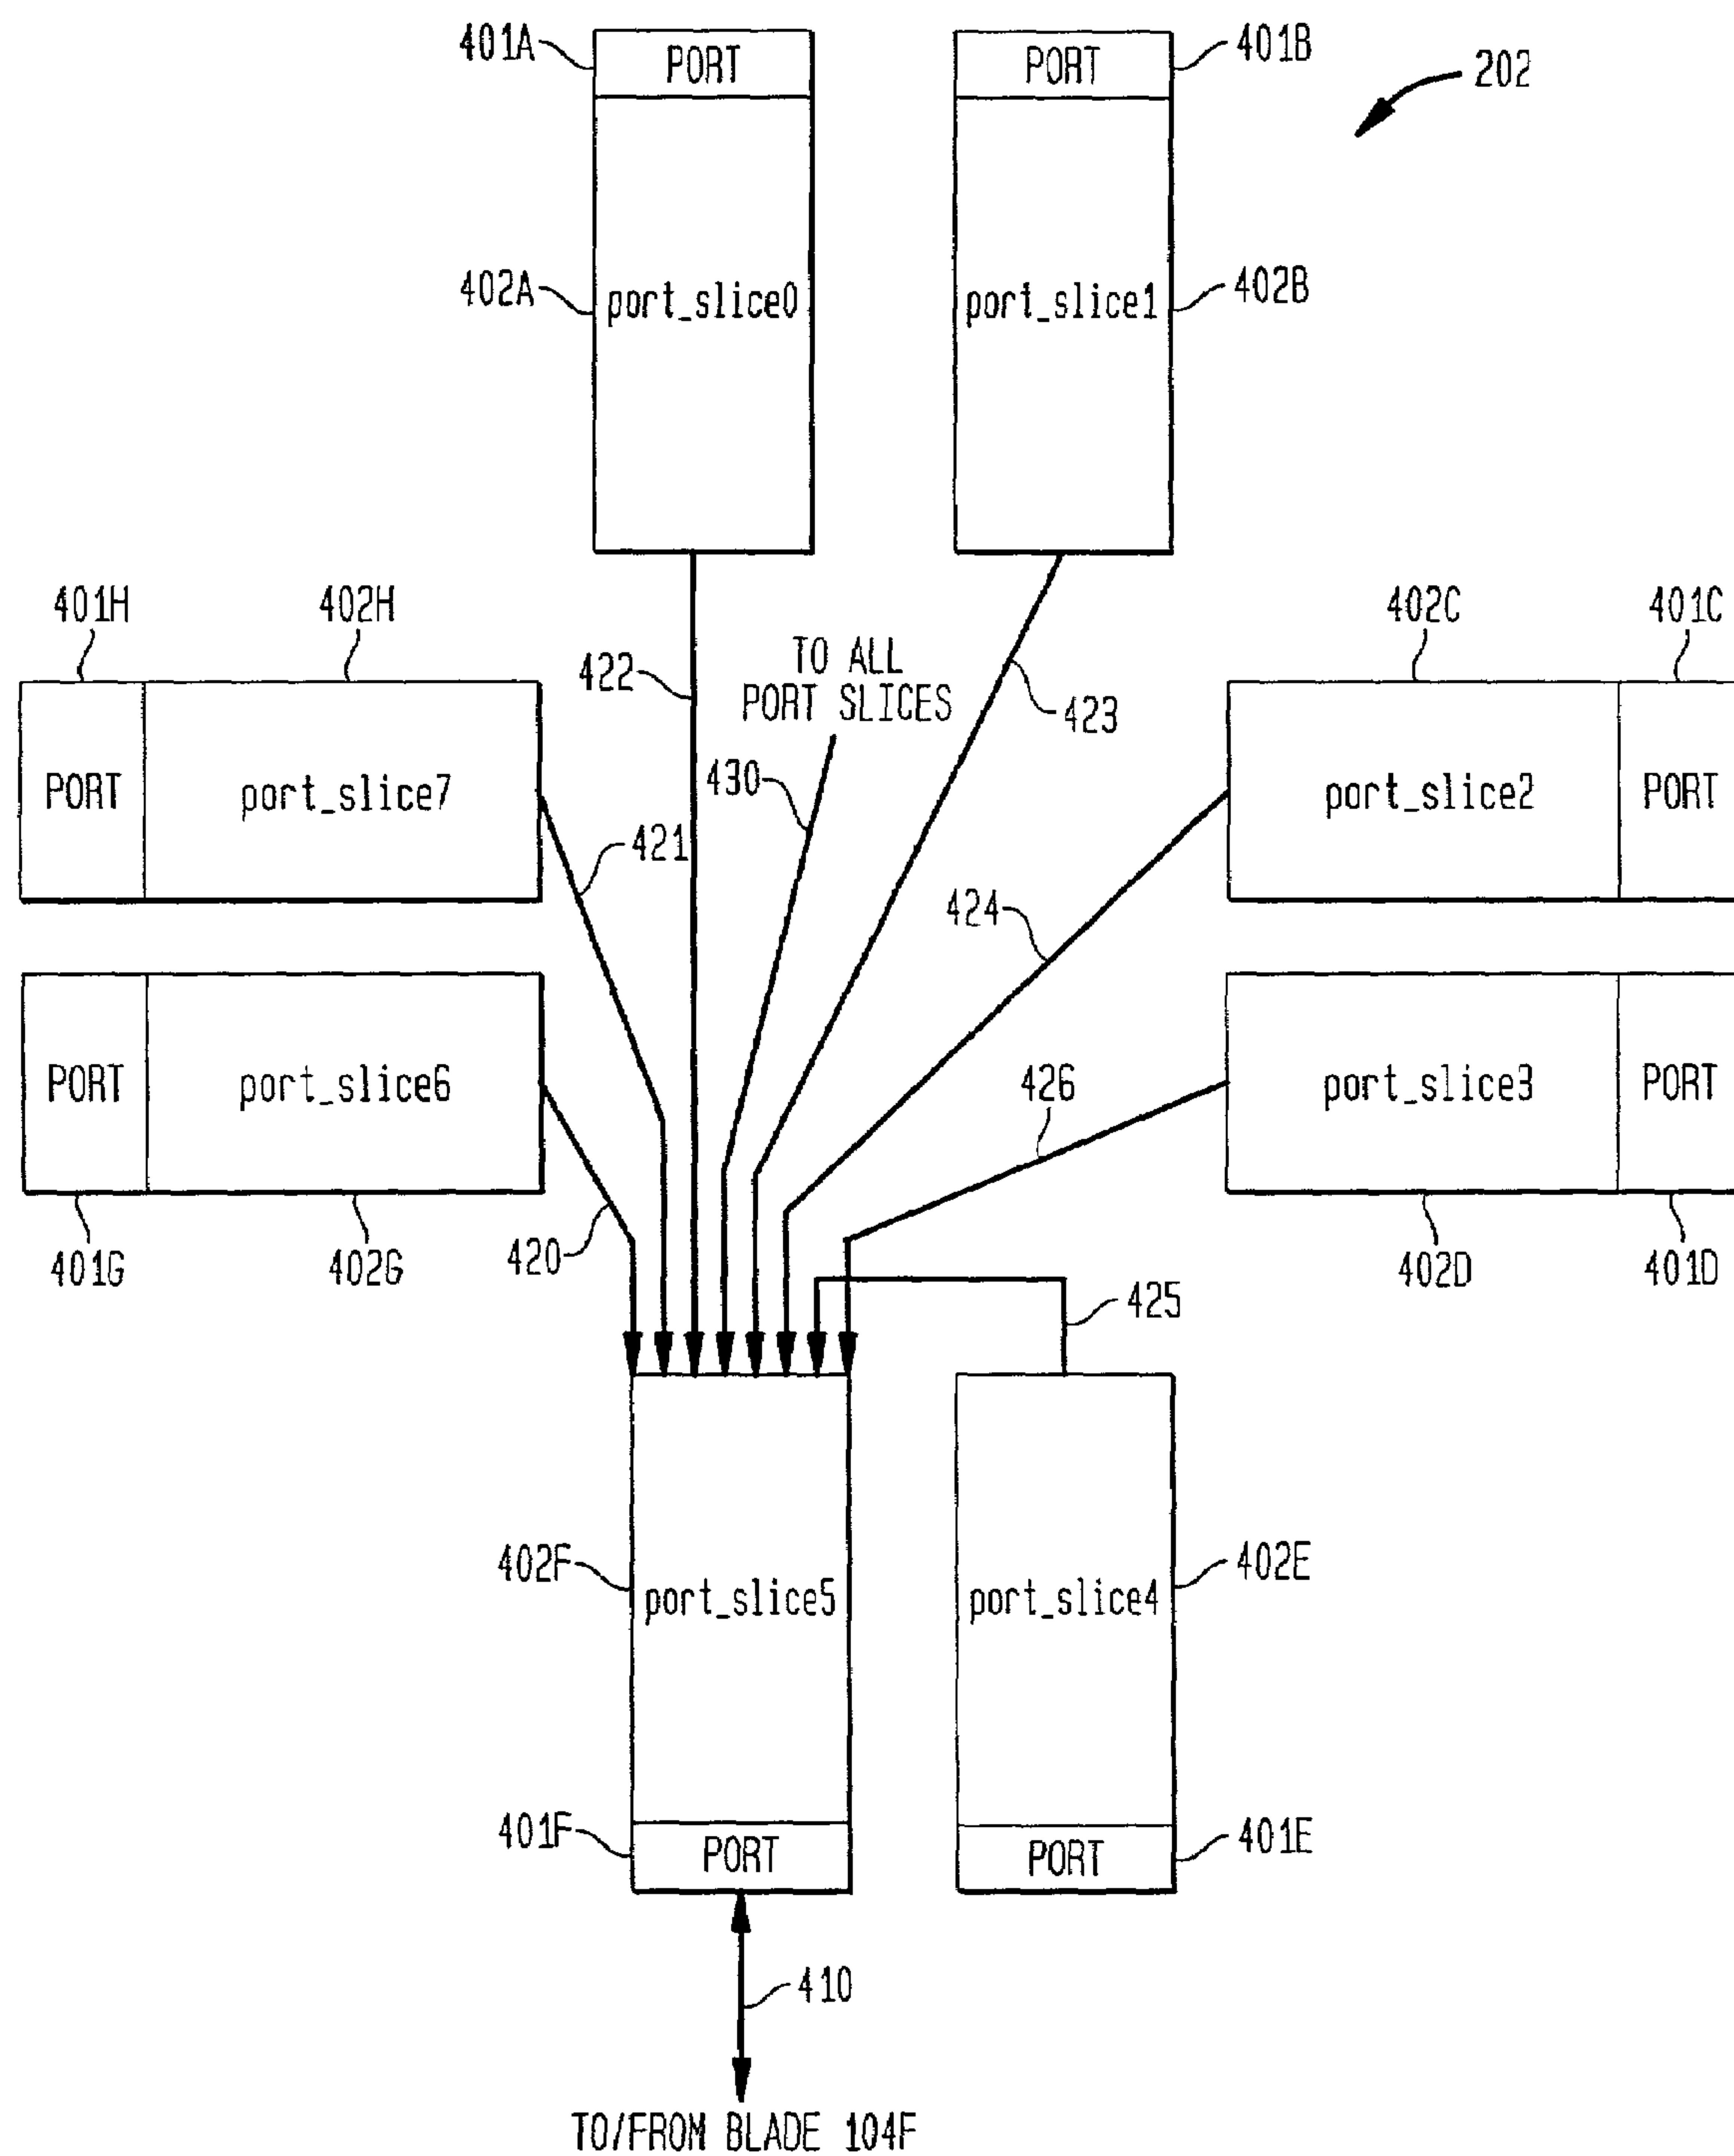 401A
PORT
PORT
401B
202
402A
port_slice0
port_slice1
402B
401H
402H
402C
401C
TO ALL
PORT SLICES
422
423
PORT
port_slice7
430
port_slice2
PORT
421
424
PORT
port_slice6
426
port_slice3
PORT
401G
402G
420
402D
401D
425
402F
port_slice5
port_slice4
402E
401F
PORT
PORT
401E
410
TO/FROM BLADE 104F